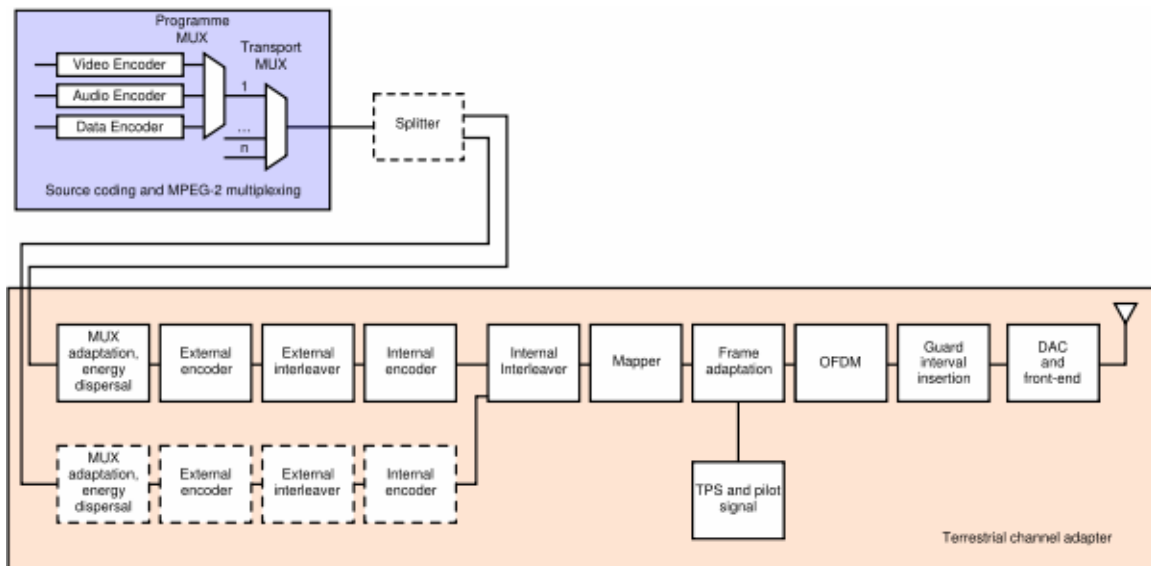 Programme
MUX
Transport
MUX
Video Encoder
Audio Encoder
Data Encoder
1
...
n
Source coding and MPEG-2 multiplexing
Splitter
MUX
adaptation,
energy
dispersal
External
encoder
External
interleaver
Internal
encoder
Internal
Interleaver
Mapper
Frame
adaptation
OFDM
Guard
interval
insertion
DAC
and
front-end
MUX
adaptation,
energy
dispersal
External
encoder
External
interleaver
Internal
encoder
TPS and pilot
signal
Terrestrial channel adapter